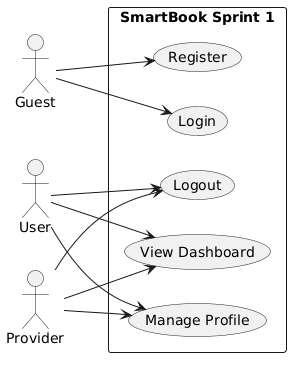 SmartBook Sprint 1
Register
Guest
Login
Logout
User
View Dashboard
Provider
Manage Profile